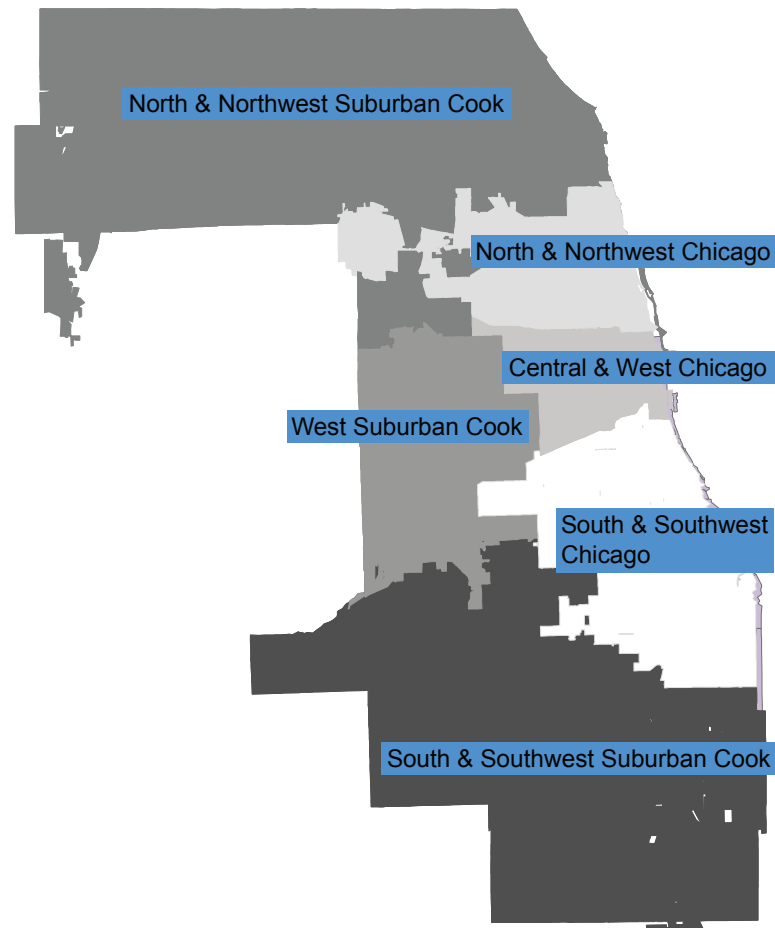 North & Northwest Suburban Cook
North & Northwest Chicago
Central & West Chicago
West Suburban Cook
South & Southwest
Chicago
South & Southwest Suburban Cook